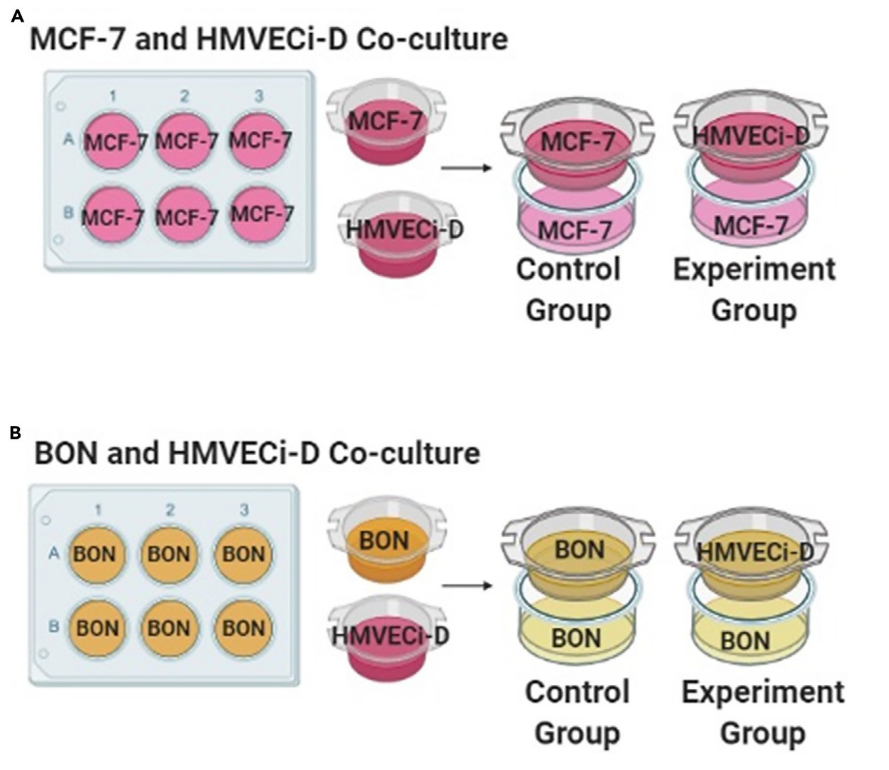 A
MCF-7 and HMVECi-D Co-culture
1 2 3
A MCF-7 MCF-7 MCF-7
B MCF-7 MCF-7 MCF-7
MCF-7
HMVECi-D
MCF-7
MCF-7
Control
Group
HMVECi-D
MCF-7
Experiment
Group
B
BON and HMVECi-D Co-culture
1 2 3
A BON BON BON
B BON BON BON
BON
HMVECi-D
BON
BON
Control
Group
HMVECi-D
BON
Experiment
Group